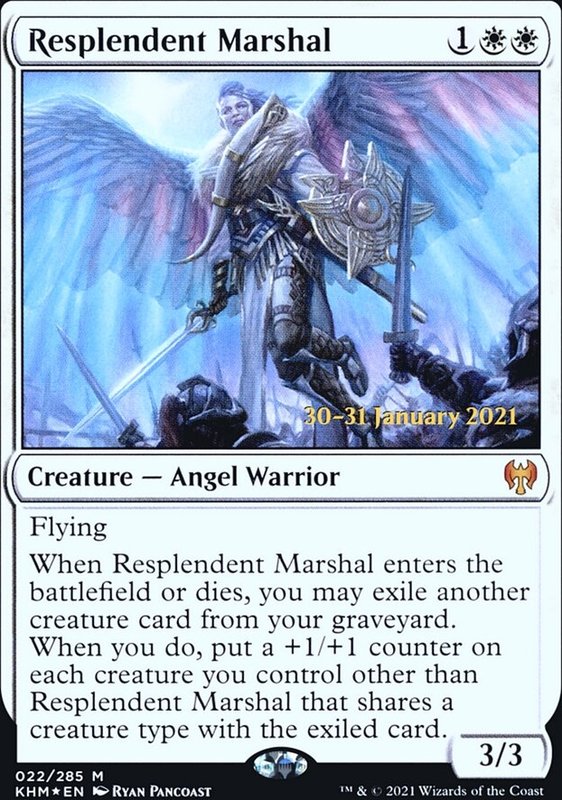 Resplendent Marshal 1
30-31 January 2021
Creature — Angel Warrior
Flying
When Resplendent Marshal enters the
battlefield or dies, you may exile another
creature card from your graveyard.
When you do, put a +1/+1 counter on
each creature you control other than
Resplendent Marshal that shares a
creature type with the exiled card.
3/3
022/285 M
KHM★EN Ryan Pancoast
™ & © 2021 Wizards of the Coast